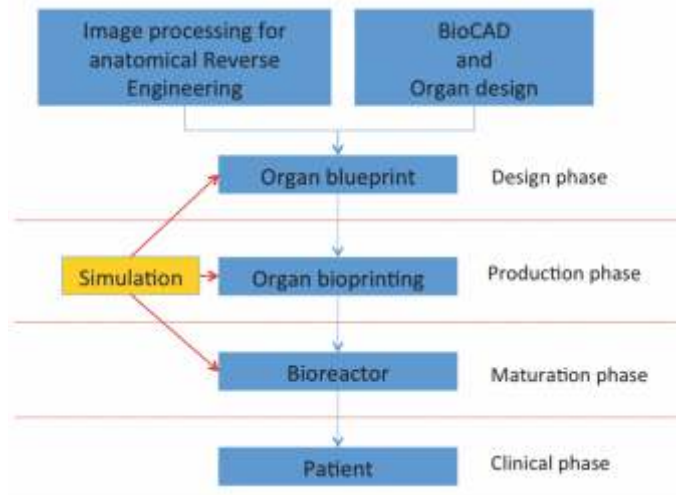 Image processing for
anatomical Reverse
Engineering
BioCAD
and
Organ design
Organ blueprint
Design phase
Simulation
Organ bioprinting
Production phase
Bioreactor
Maturation phase
Patient
Clinical phase